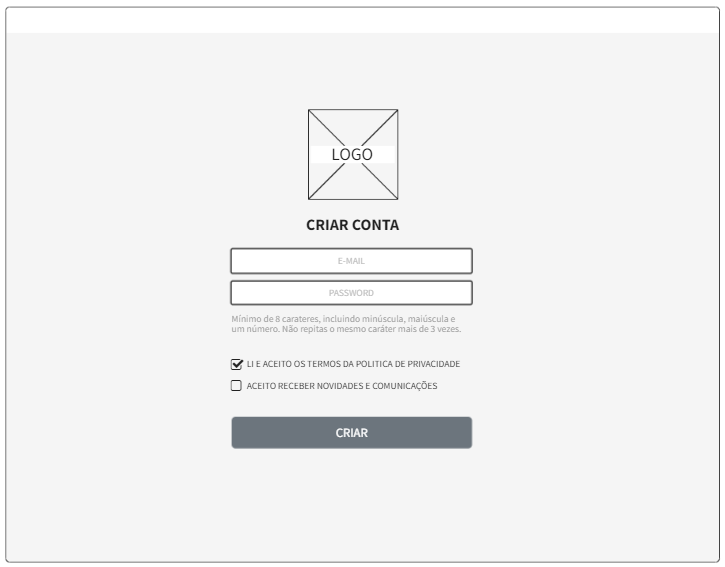 LOGO
CRIAR CONTA
E-MAIL
PASSWORD
Mínimo de 8 carateres, incluindo minúscula, maiúscula e
um número. Não repitas o mesmo caráter mais de 3 vezes.
LI E ACEITO OS TERMOS DA POLITICA DE PRIVACIDADE
ACEITO RECEBER NOVIDADES E COMUNICAÇÕES
CRIAR